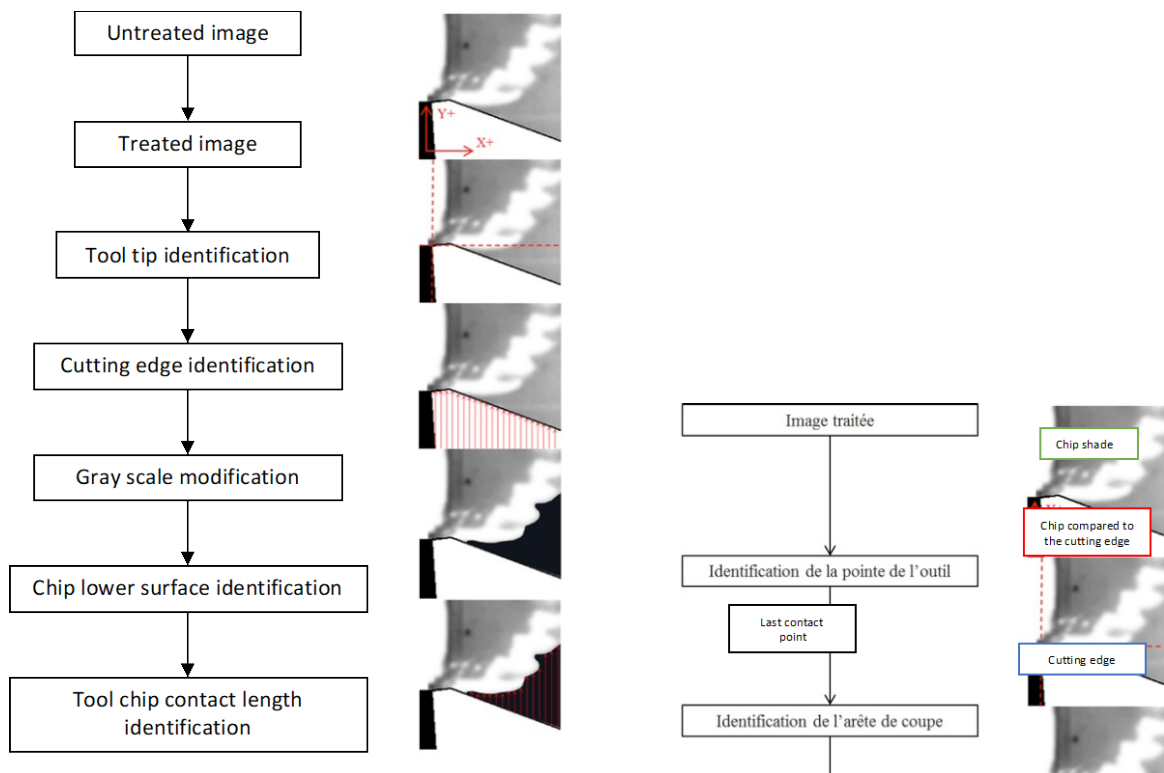 Untreated image
Treated image
Tool tip identification
Cutting edge identification
Gray scale modification
Chip lower surface identification
Tool chip contact length
identification
Y+
X+
Image traitée
Identification de la pointe de l'outil
Last contact
point
Identification de l'arête de coupe
Chip shade
Chip compared to
the cutting edge
Cutting edge